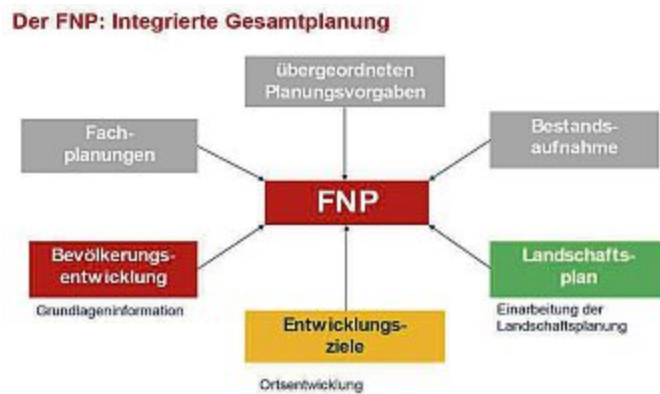 Der FNP: Integrierte Gesamtplanung
übergeordneten
Planungsvorgaben
Fach-
planungen
Bestands-
aufnahme
FNP
Bevölkerungs-
entwicklung
Grundlageninformation
Landschafts-
plan
Einarbeitung der
Landschaftsplanung
Entwicklungs-
ziele
Ortsentwicklung